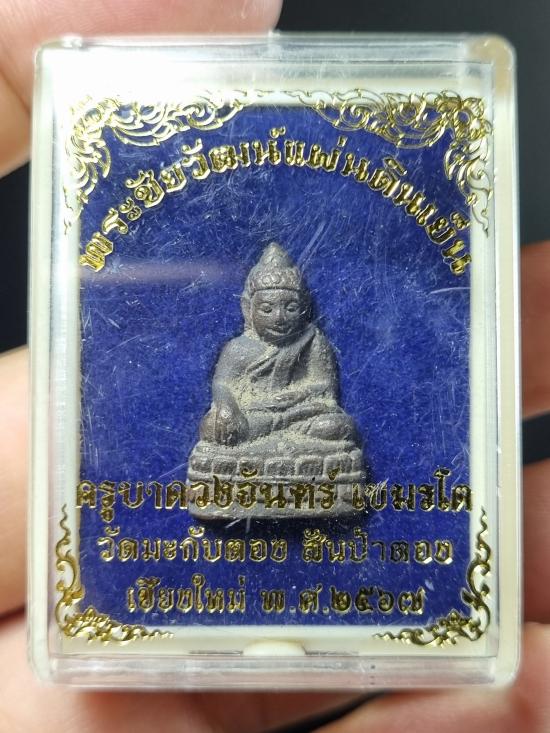 พระชัยวัฒน์แผ่นดินเย็น
ครูบาดวงจันทร์ เขมรโต
วัดมะกับตอง สันป่าตอง
เชียงใหม่ พ.ศ.๒๕๖๗